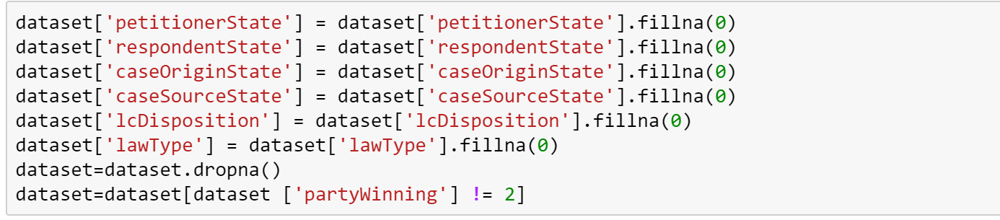 dataset['petitionerState'] = dataset['petitionerState'].fillna(0)
dataset['respondentState'] = dataset['respondentState'].fillna(0)
dataset['caseOriginState'] = dataset['caseOriginState'].fillna(0)
dataset['caseSourceState'] = dataset['caseSourceState'].fillna(0)
dataset['lcDisposition'] = dataset['lcDisposition'].fillna(0)
dataset['lawType'] = dataset['lawType'].fillna(0)
dataset=dataset.dropna()
dataset=dataset[dataset ['partyWinning'] != 2]